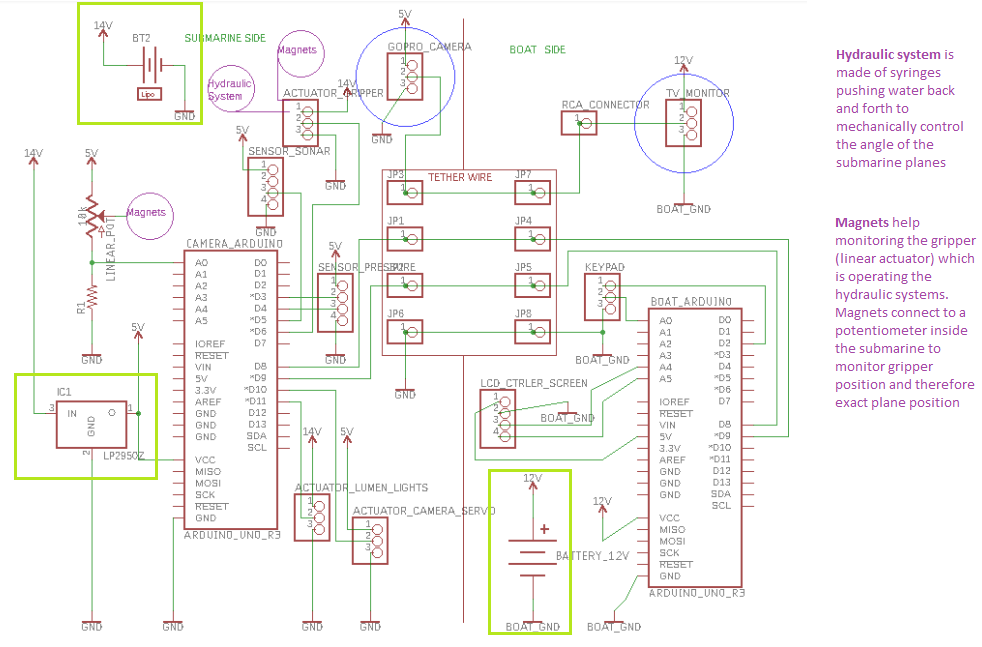 14V
BT2
Lipo
GND
SUBMARINE SIDE
Magnets
Hydraulic
System
5V
GOPRO_CAMERA
1
2
3
GND
BOAT SIDE
14V
ACTUATOR_GRIPPER
1
2
3
GND
5V
SENSOR_SONAR
1
2
3
4
GND
RCA_CONNECTOR
1
12V
TV_MONITOR
1
2
3
BOAT_GND
Hydraulic system is
made of syringes
pushing water back
and forth to
mechanically control
the angle of the
submarine planes
Magnets help
monitoring the gripper
(linear actuator) which
is operating the
hydraulic systems.
Magnets connect to a
potentiometer inside
the submarine to
monitor gripper
position and therefore
exact plane position
14V
5V
10k
LINEAR_POT
Magnets
R1
GND
5V
TETHER WIRE
JP3
1
JP7
1
JP1
1
JP4
1
JP2
1
JP5
1
JP6
1
JP8
1
GND
5V
SENSOR_PRESSURE
1
2
3
4
GND
CAMERA_ARDUINO
A0
A1
A2
A3
A4
A5
IOREF
RESET
VIN
5V
3.3V
AREF
GND
GND
GND
VCC
MISO
MOSI
SCK
RESET
GND
D0
D1
D2
*D3
D4
*D5
*D6
D7
D8
*D9
*D10
*D11
D12
D13
SDA
SCL
ARDUINO_UNO_R3
GND
IC1
3
IN
O
1
GND
2
LP2950Z
GND
14V
5V
ACTUATOR_LUMEN_LIGHTS
1
2
3
GND
ACTUATOR_CAMERA_SERVO
1
2
3
GND
KEYPAD
1
2
3
BOAT_GND
LCD_CTRLER_SCREEN
1
2
3
4
BOAT_GND
12V
BATTERY_12V
BOAT_GND
12V
BOAT_ARDUINO
A0
A1
A2
A3
A4
A5
IOREF
RESET
VIN
5V
3.3V
AREF
GND
GND
GND
VCC
MISO
MOSI
SCK
RESET
GND
D0
D1
D2
*D3
D4
*D5
*D6
D7
D8
*D9
*D10
*D11
D12
D13
SDA
SCL
ARDUINO_UNO_R3
BOAT_GND